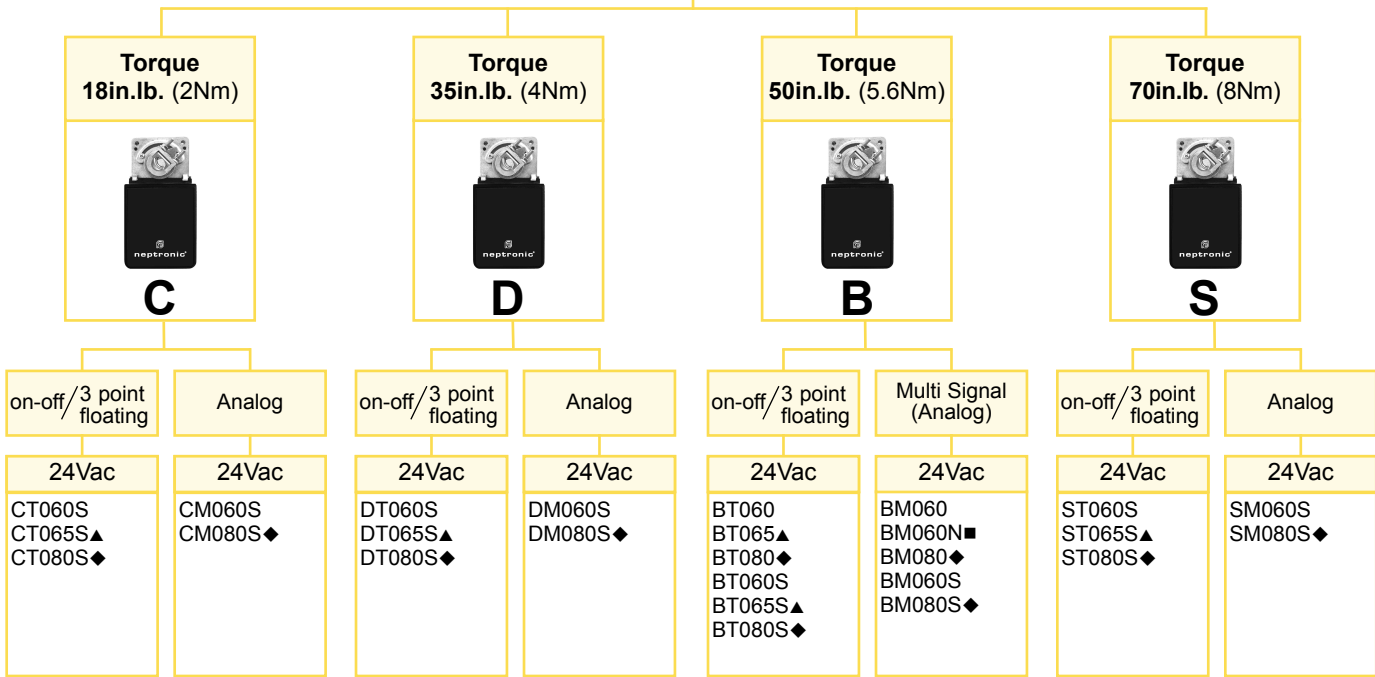 Torque
18in.lb. (2Nm)
neptronic
C
on-off/3 point
floating
24Vac
CT060S
CT065S▲
CT080S◆
Analog
24Vac
CM060S
CM080S◆
Torque
35in.lb. (4Nm)
neptronic
D
on-off/3 point
floating
24Vac
DT060S
DT065S▲
DT080S◆
Analog
24Vac
DM060S
DM080S◆
Torque
50in.lb. (5.6Nm)
neptronic
B
on-off/3 point
floating
24Vac
BT060
BT065▲
BT080◆
BT060S
BT065S▲
BT080S◆
Multi Signal
(Analog)
24Vac
BM060
BM060N■
BM080◆
BM060S
BM080S◆
Torque
70in.lb. (8Nm)
neptronic
S
on-off/3 point
floating
24Vac
ST060S
ST065S▲
ST080S◆
Analog
24Vac
SM060S
SM080S◆